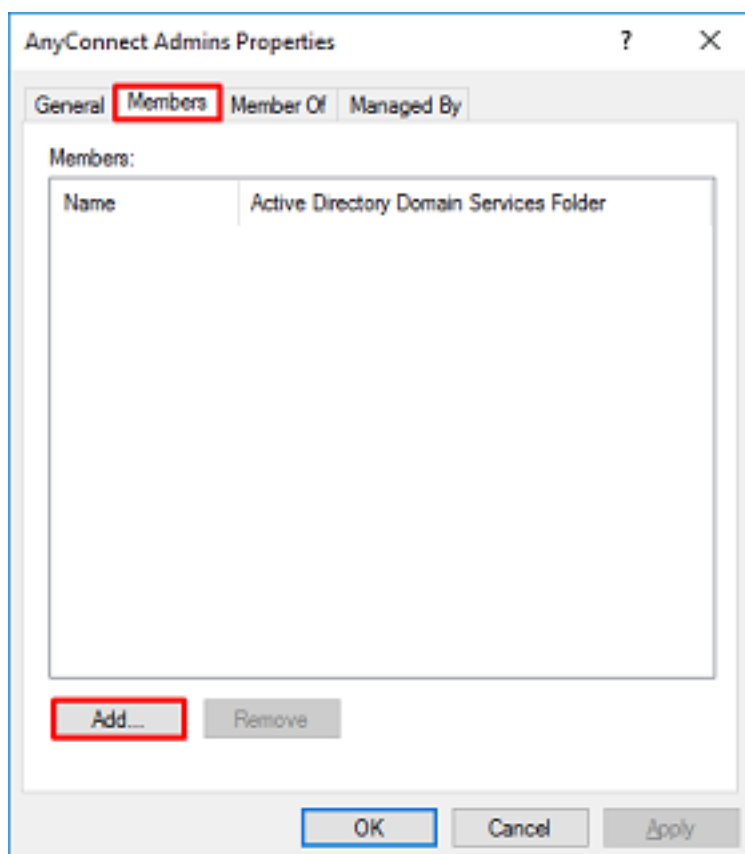 AnyConnect Admins Properties ? ×
General Members Member Of Managed By
Members:
Name Active Directory Domain Services Folder
Add... Remove
OK Cancel Apply